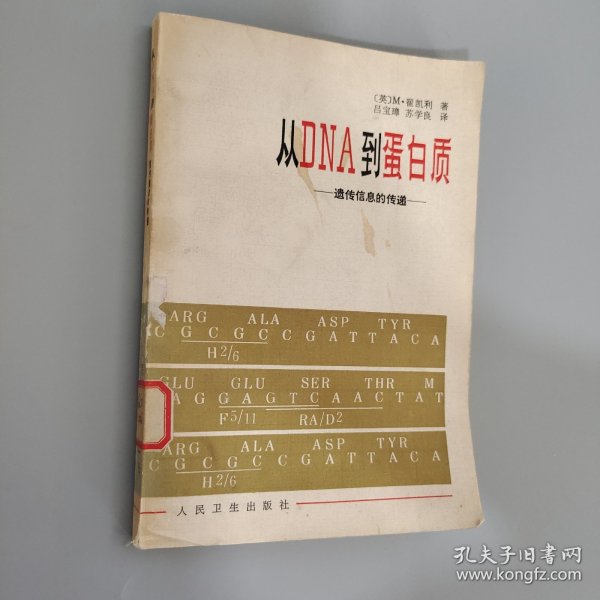 〔英〕M·翟凯利 著
吕宝璋 苏学良 译
从DNA到蛋白质
——遗传信息的传递——
ARG ALA ASP TYR
C G C G C C G A T T A C A
H2/6
GLU GLU SER THR M
A G G A G T C A A C T A T
F5/11 RA/D2
ARG ALA ASP TYR
C G C G C C G A T T A C A
H2/6
人民卫生出版社
孔夫子旧书网
www.kongfz.com